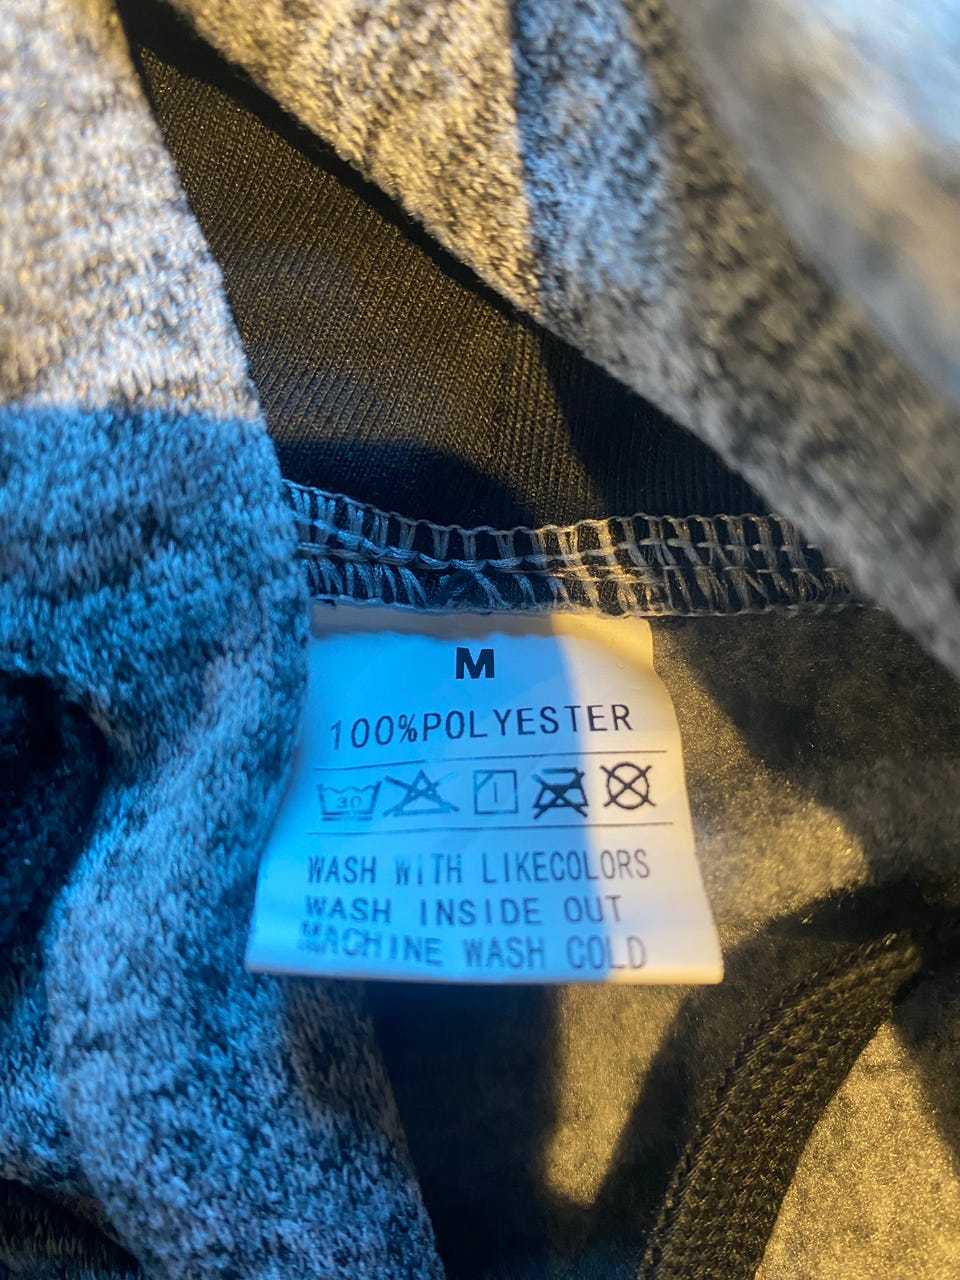 M
100%POLYESTER
30
WASH WITH LIKECOLORS
WASH INSIDE OUT
MACHINE WASH COLD